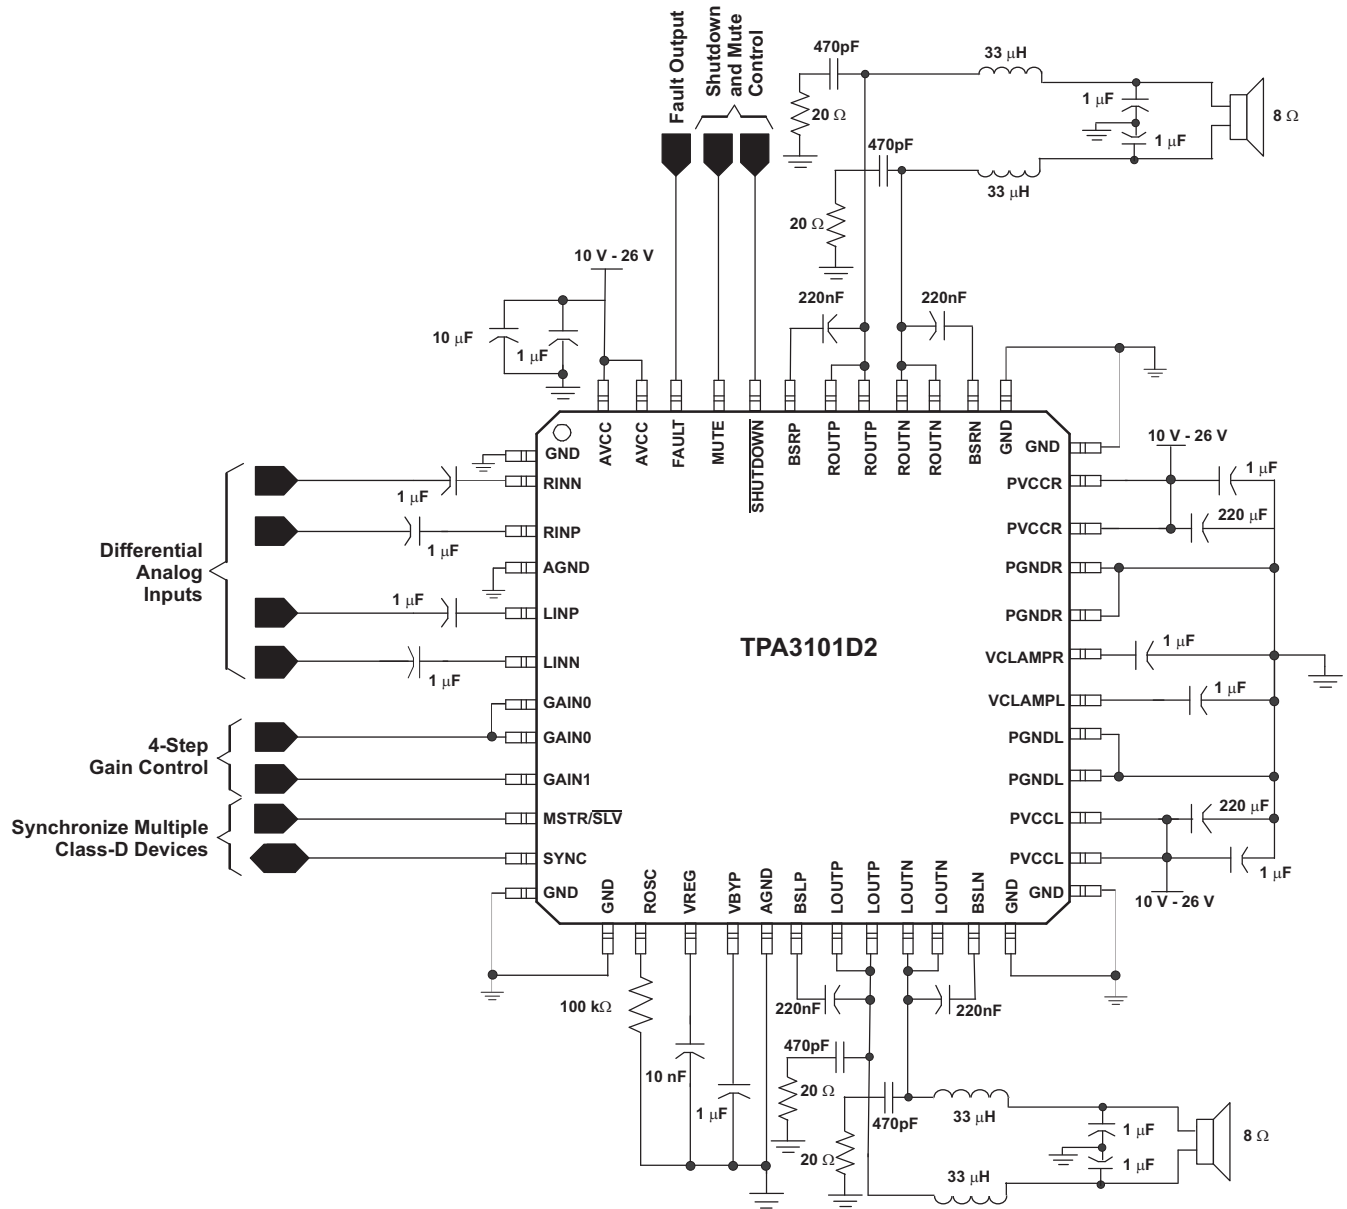 Fault Output
Shutdown
and Mute
Control
470pF
33 μH
20 Ω
1 μF
8 Ω
1 μF
470pF
33 μH
20 Ω
10 V - 26 V
220nF
220nF
10 μF
1 μF
AVCC
AVCC
FAULT
MUTE
SHUTDOWN
BSRP
ROUTP
ROUTP
ROUTN
ROUTN
BSRN
GND
GND
RINN
RINP
AGND
LINP
LINN
GAIN0
GAIN0
GAIN1
MSTR/SLV
SYNC
GND
1 μF
1 μF
1 μF
1 μF
Differential
Analog
Inputs
4-Step
Gain Control
Synchronize Multiple
Class-D Devices
TPA3101D2
GND
PVCCR
PVCCR
PGNDR
PGNDR
VCLAMPR
VCLAMPL
PGNDL
PGNDL
PVCCL
PVCCL
GND
10 V - 26 V
1 μF
220 μF
1 μF
1 μF
220 μF
1 μF
10 V - 26 V
GND
ROSC
VREG
VBYP
AGND
BSLP
LOUTP
LOUTP
LOUTN
LOUTN
BSLN
GND
100 kΩ
220nF
220nF
10 nF
1 μF
470pF
20 Ω
470pF
33 μH
1 μF
8 Ω
20 Ω
1 μF
33 μH